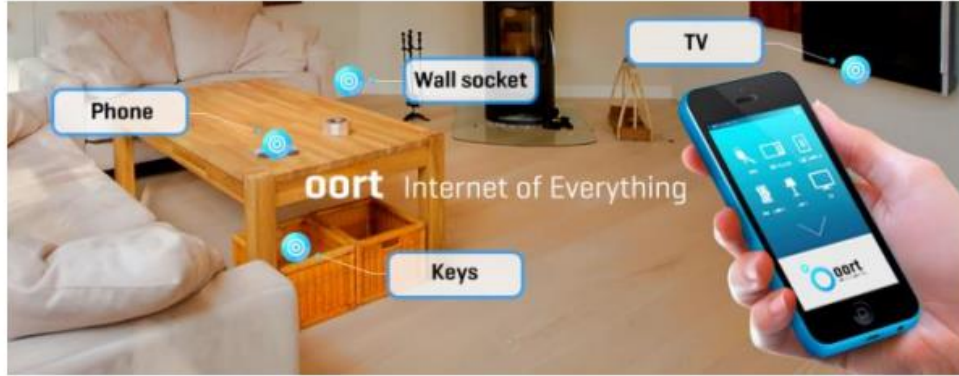 TV
Wall socket
Phone
oort Internet of Everything
Keys
oort